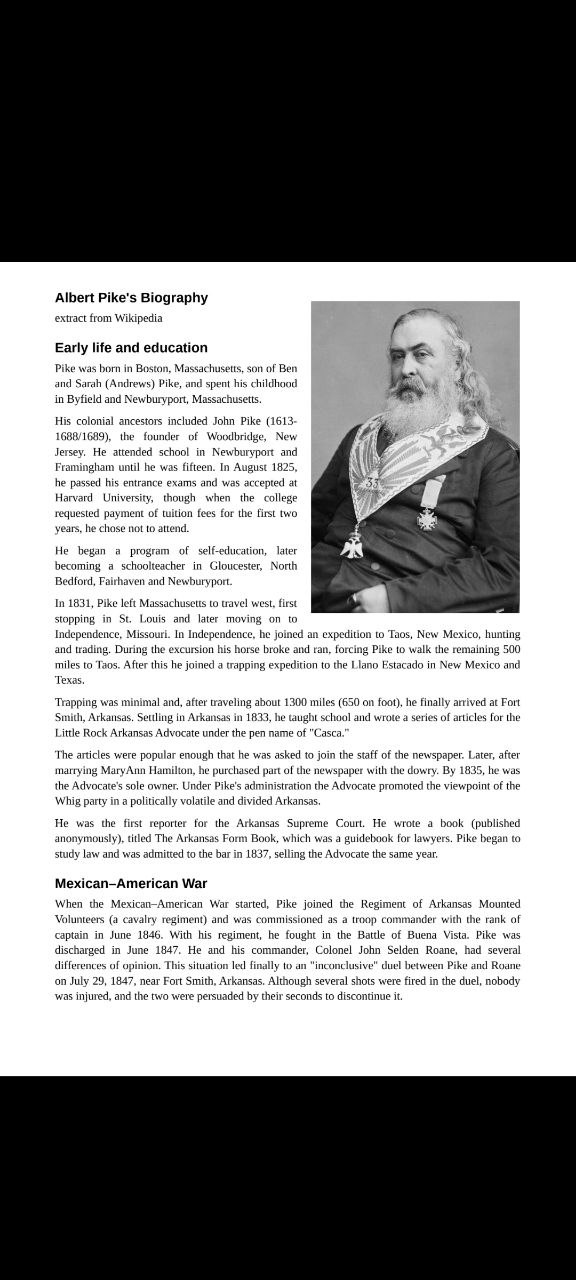 Albert Pike's Biography
extract from Wikipedia
Early life and education
Pike was born in Boston, Massachusetts, son of Ben
and Sarah (Andrews) Pike, and spent his childhood
in Byfield and Newburyport, Massachusetts.
His colonial ancestors included John Pike (1613-
1688/1689), the founder of Woodbridge, New
Jersey. He attended school in Newburyport and
Framingham until he was fifteen. In August 1825,
he passed his entrance exams and was accepted at
Harvard University, though when the college
requested payment of tuition fees for the first two
years, he chose not to attend.
He began a program of self-education, later
becoming a schoolteacher in Gloucester, North
Bedford, Fairhaven and Newburyport.
In 1831, Pike left Massachusetts to travel west, first
stopping in St. Louis and later moving on to
Independence, Missouri. In Independence, he joined an expedition to Taos, New Mexico, hunting
and trading. During the excursion his horse broke and ran, forcing Pike to walk the remaining 500
miles to Taos. After this he joined a trapping expedition to the Llano Estacado in New Mexico and
Texas.
Trapping was minimal and, after traveling about 1300 miles (650 on foot), he finally arrived at Fort
Smith, Arkansas. Settling in Arkansas in 1833, he taught school and wrote a series of articles for the
Little Rock Arkansas Advocate under the pen name of "Casca."
The articles were popular enough that he was asked to join the staff of the newspaper. Later, after
marrying MaryAnn Hamilton, he purchased part of the newspaper with the dowry. By 1835, he was
the Advocate's sole owner. Under Pike's administration the Advocate promoted the viewpoint of the
Whig party in a politically volatile and divided Arkansas.
He was the first reporter for the Arkansas Supreme Court. He wrote a book (published
anonymously), titled The Arkansas Form Book, which was a guidebook for lawyers. Pike began to
study law and was admitted to the bar in 1837, selling the Advocate the same year.
Mexican–American War
When the Mexican–American War started, Pike joined the Regiment of Arkansas Mounted
Volunteers (a cavalry regiment) and was commissioned as a troop commander with the rank of
captain in June 1846. With his regiment, he fought in the Battle of Buena Vista. Pike was
discharged in June 1847. He and his commander, Colonel John Selden Roane, had several
differences of opinion. This situation led finally to an "inconclusive" duel between Pike and Roane
on July 29, 1847, near Fort Smith, Arkansas. Although several shots were fired in the duel, nobody
was injured, and the two were persuaded by their seconds to discontinue it.
33